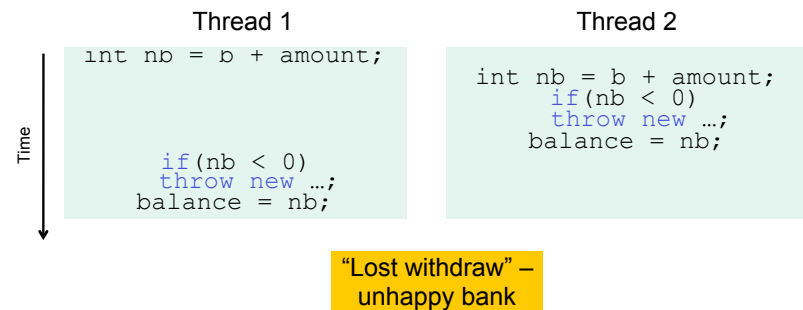 Thread 1
Thread 2
Time
int nb = b + amount;
if(nb < 0)
throw new …;
balance = nb;
int nb = b + amount;
if(nb < 0)
throw new …;
balance = nb;
“Lost withdraw” –
unhappy bank